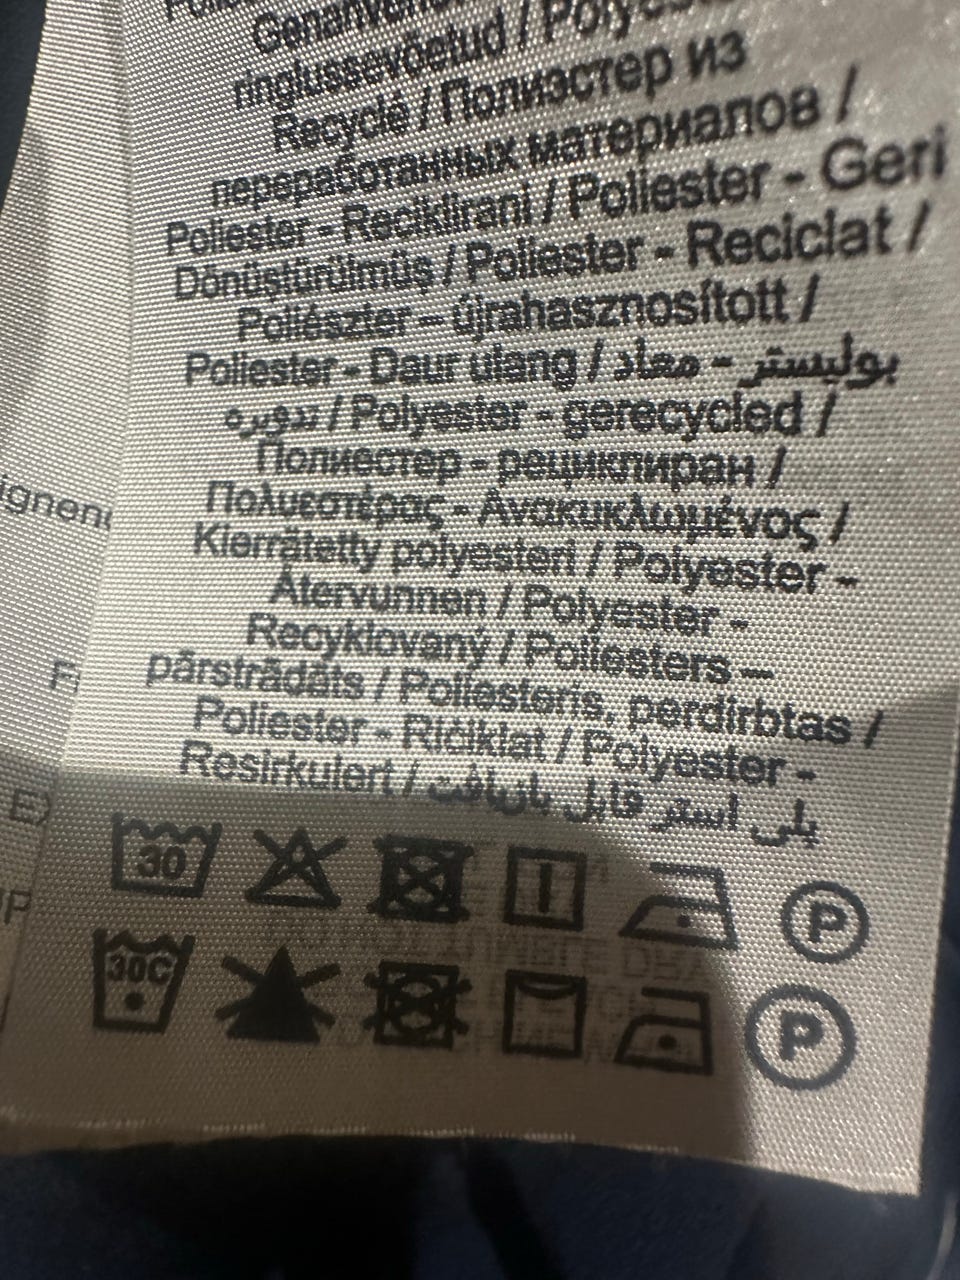 ringlussevõetud / Polyester
Recyclé / Полиэстер из
переработанных материалов /
Poliester - Reciklirani / Poliester - Geri
Dönüştürülmüş / Poliester - Reciclat /
Poliészter – újrahasznosított /
Poliester - Daur ulang / بوليستر - معاد
تدويره / Polyester - gerecycled /
Полиестер - рециклиран /
Πολυεστέρας - Ανακυκλωμένος /
Kierrätetty polyesteri / Polyester -
Återvunnen / Polyester -
Recyklovaný / Poliesters –
pārstrādāts / Poliesteris, perdirbtas /
Poliester - Riċiklat / Polyester -
Resirkulert / پلی استر قابل بازیافت
30 P
30C P